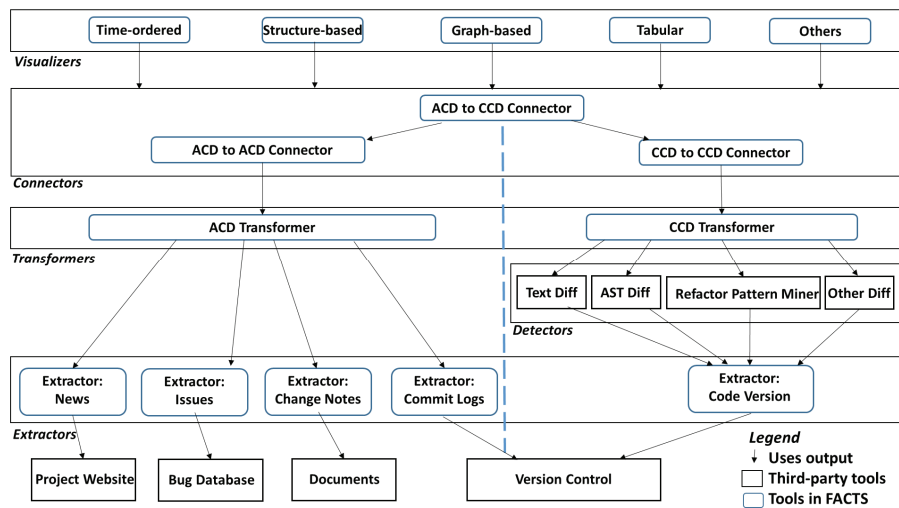 Time-ordered
Structure-based
Graph-based
Tabular
Others
Visualizers
ACD to CCD Connector
ACD to ACD Connector
CCD to CCD Connector
Connectors
ACD Transformer
CCD Transformer
Transformers
Text Diff
AST Diff
Refactor Pattern Miner
Other Diff
Detectors
Extractor:
News
Extractor:
Issues
Extractor:
Change Notes
Extractor:
Commit Logs
Extractor:
Code Version
Extractors
Project Website
Bug Database
Documents
Version Control
Legend
Uses output
Third-party tools
Tools in FACTS